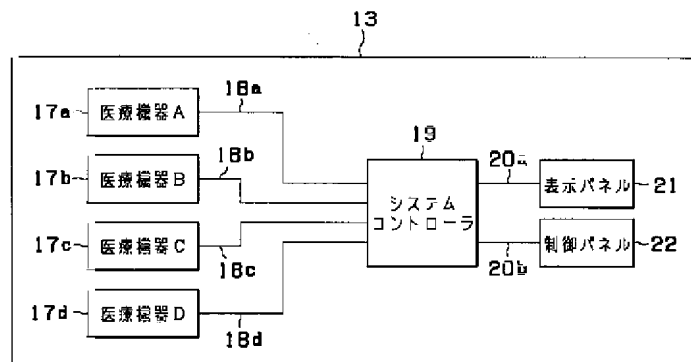 13
17a 医療機器A 18a
17b 医療機器B 18b
17c 医療機器C 18c
17d 医療機器D 18d
19
システム
コントローラ
20a 表示パネル 21
20b 制御パネル 22